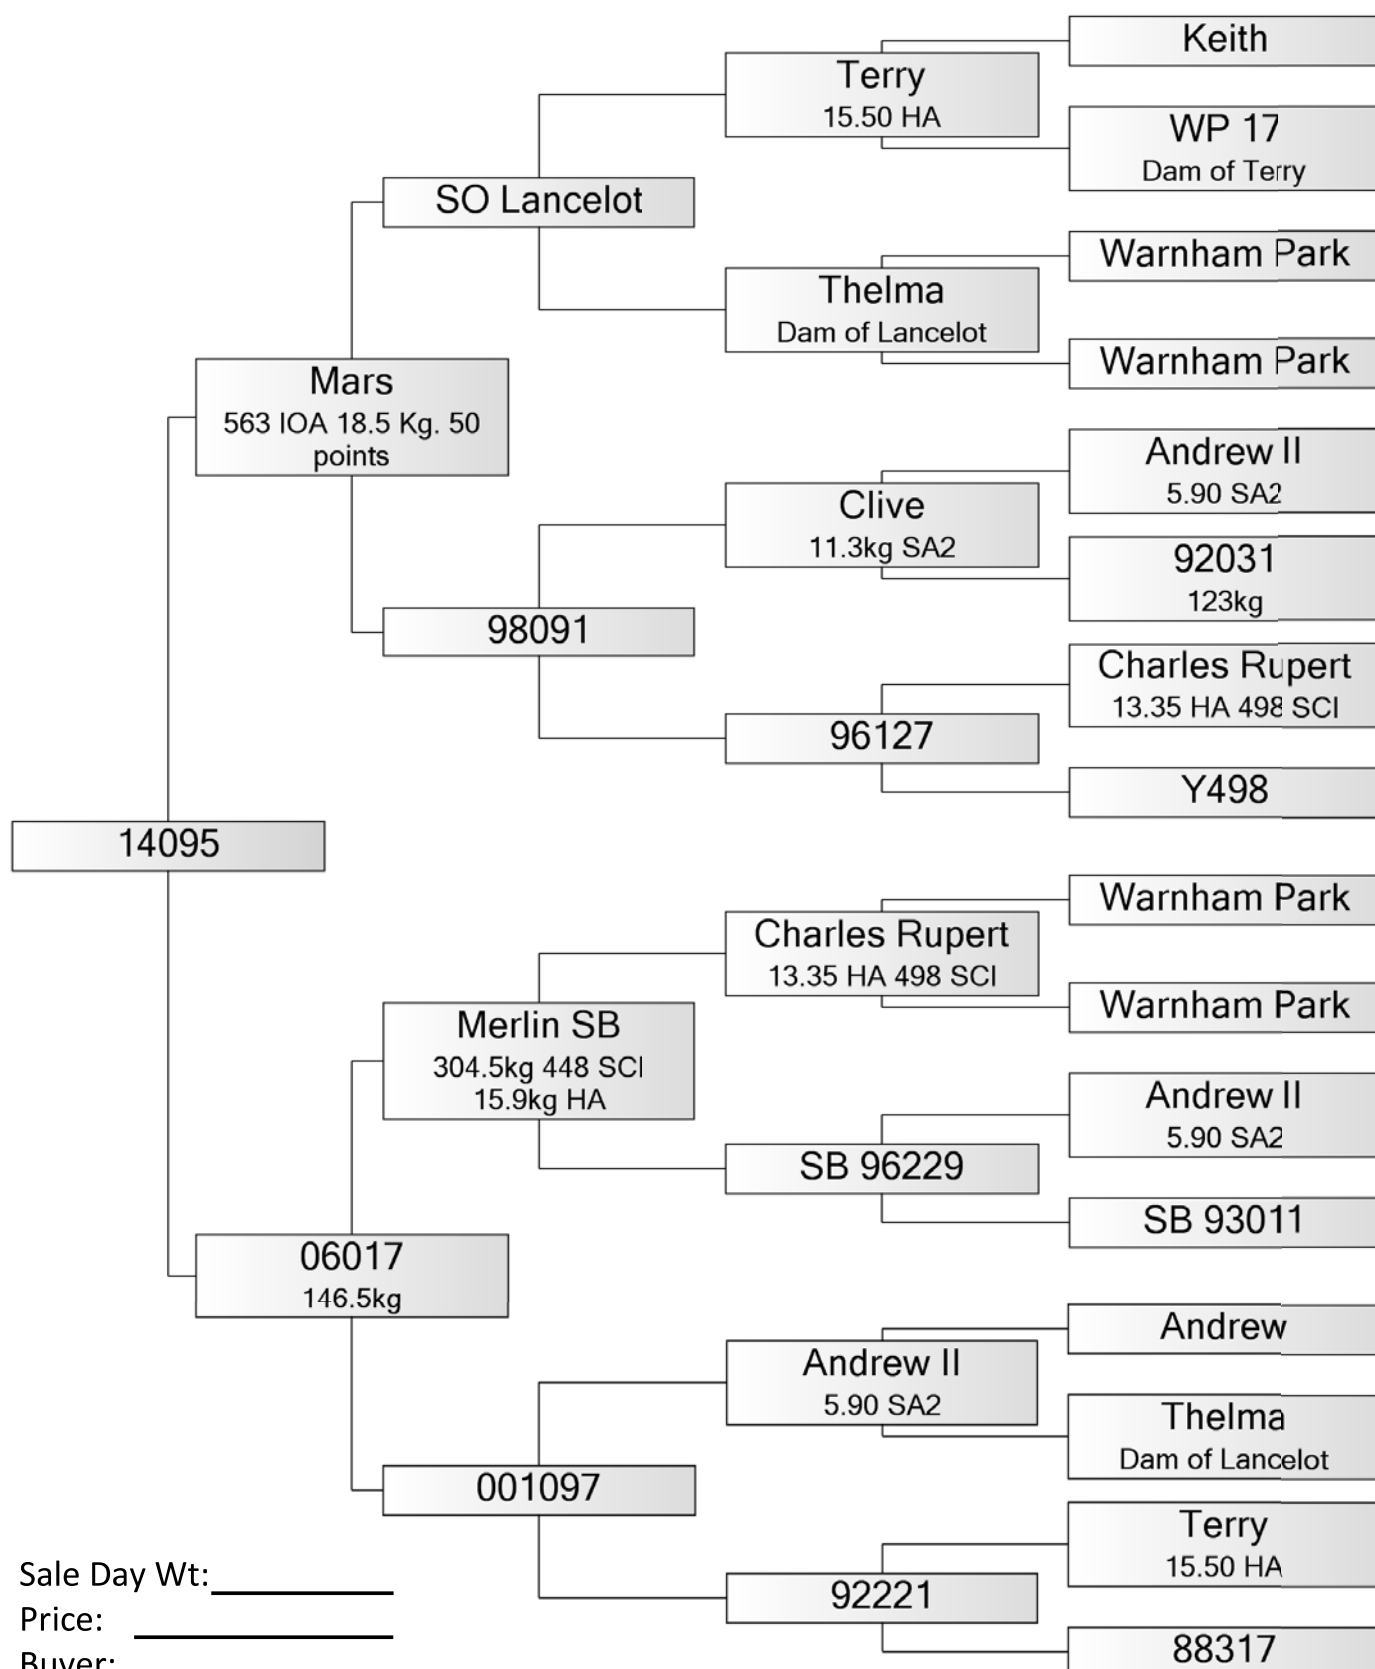 Keith
Terry
15.50 HA
WP 17
Dam of Terry
SO Lancelot
Warnham Park
Thelma
Dam of Lancelot
Warnham Park
Mars
563 IOA 18.5 Kg. 50
points
Andrew II
5.90 SA2
Clive
11.3kg SA2
92031
123kg
98091
Charles Rupert
13.35 HA 498 SCI
96127
Y498
14095
Warnham Park
Charles Rupert
13.35 HA 498 SCI
Warnham Park
Merlin SB
304.5kg 448 SCI
15.9kg HA
Andrew II
5.90 SA2
SB 96229
SB 93011
06017
146.5kg
Andrew
Andrew II
5.90 SA2
Thelma
Dam of Lancelot
001097
Terry
15.50 HA
92221
88317
Sale Day Wt:
Price:
Buyer: